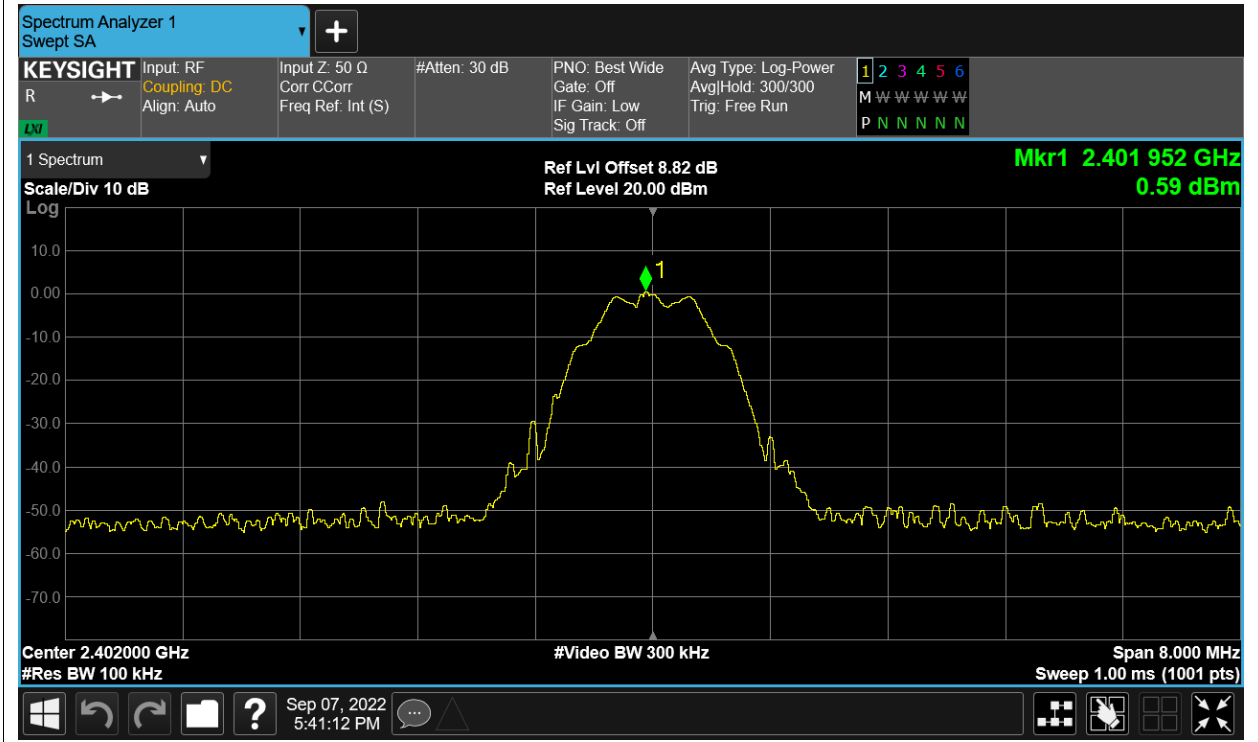 Spectrum Analyzer 1
Swept SA
KEYSIGHT
R
LXI
Input: RF
Coupling: DC
Align: Auto
Input Z: 50 Ω
Corr CCorr
Freq Ref: Int (S)
#Atten: 30 dB
PNO: Best Wide
Gate: Off
IF Gain: Low
Sig Track: Off
Avg Type: Log-Power
Avg|Hold: 300/300
Trig: Free Run
1 2 3 4 5 6
M W W W W W
P N N N N N
1 Spectrum
Scale/Div 10 dB
Log
Ref Lvl Offset 8.82 dB
Ref Level 20.00 dBm
Mkr1 2.401 952 GHz
0.59 dBm
10.0
1
0.00
-10.0
-20.0
-30.0
-40.0
-50.0
-60.0
-70.0
Center 2.402000 GHz
#Res BW 100 kHz
#Video BW 300 kHz
Span 8.000 MHz
Sweep 1.00 ms (1001 pts)
?
Sep 07, 2022
5:41:12 PM